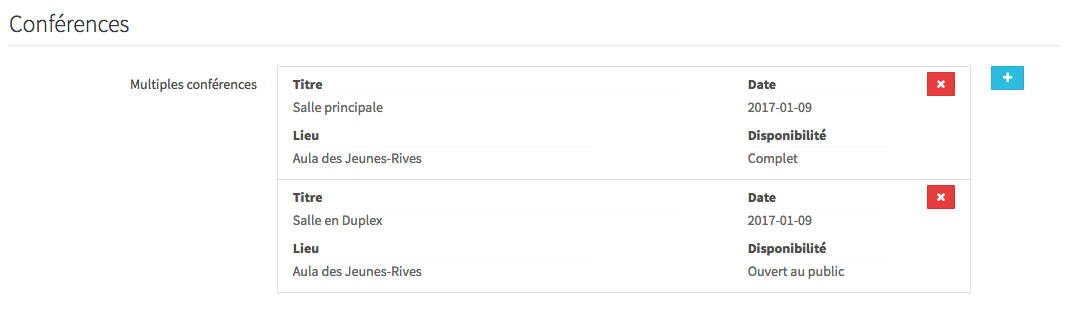 Conférences
Multiples conférences
Titre Date
Salle principale 2017-01-09
Lieu Disponibilité
Aula des Jeunes-Rives Complet
Titre Date
Salle en Duplex 2017-01-09
Lieu Disponibilité
Aula des Jeunes-Rives Ouvert au public